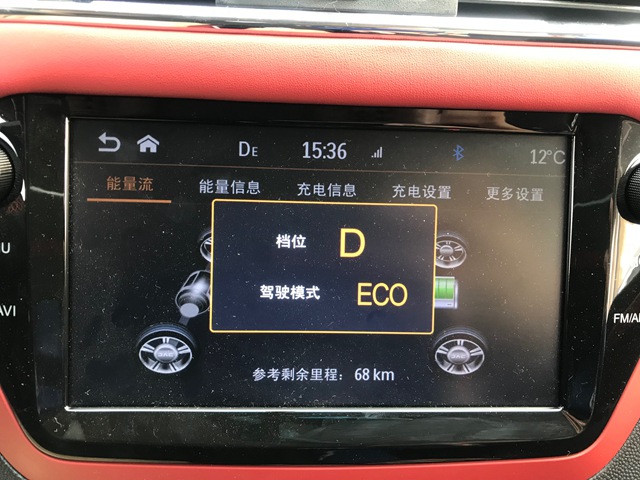 DE 15:36 12°C
能量流 能量信息 充电信息 充电设置 更多设置
档位 D
驾驶模式 ECO
JAC JAC
参考剩余里程：68 km